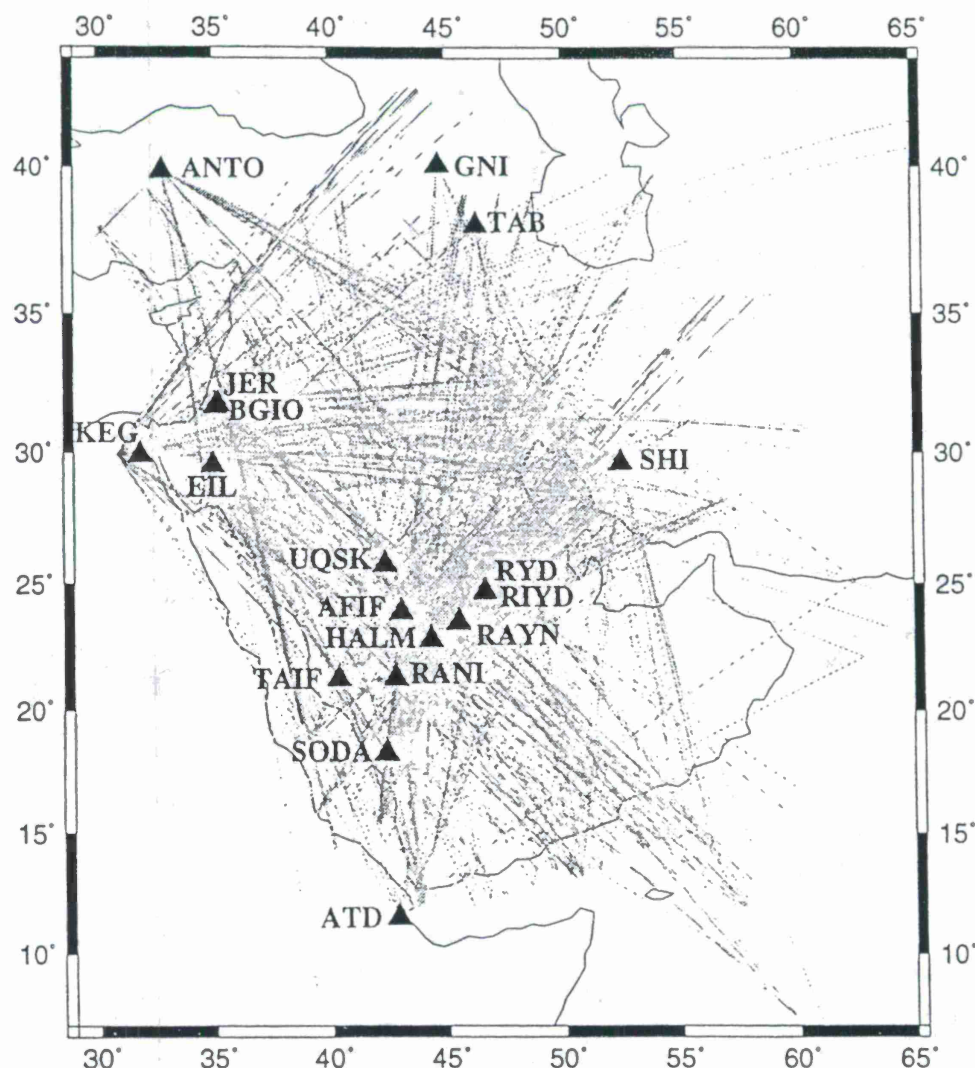 30° 35° 40° 45° 50° 55° 60° 65°
40° ANTO GNI 40°
TAB
35° 35°
JER
BGIO
KEG
30° SHI 30°
EIL
UQSK RYD
25° RIYD 25°
AFIF
HALM RAYN
TAIF RANI
20° 20°
SODA
15° 15°
ATD
10° 10°
30° 35° 40° 45° 50° 55° 60° 65°